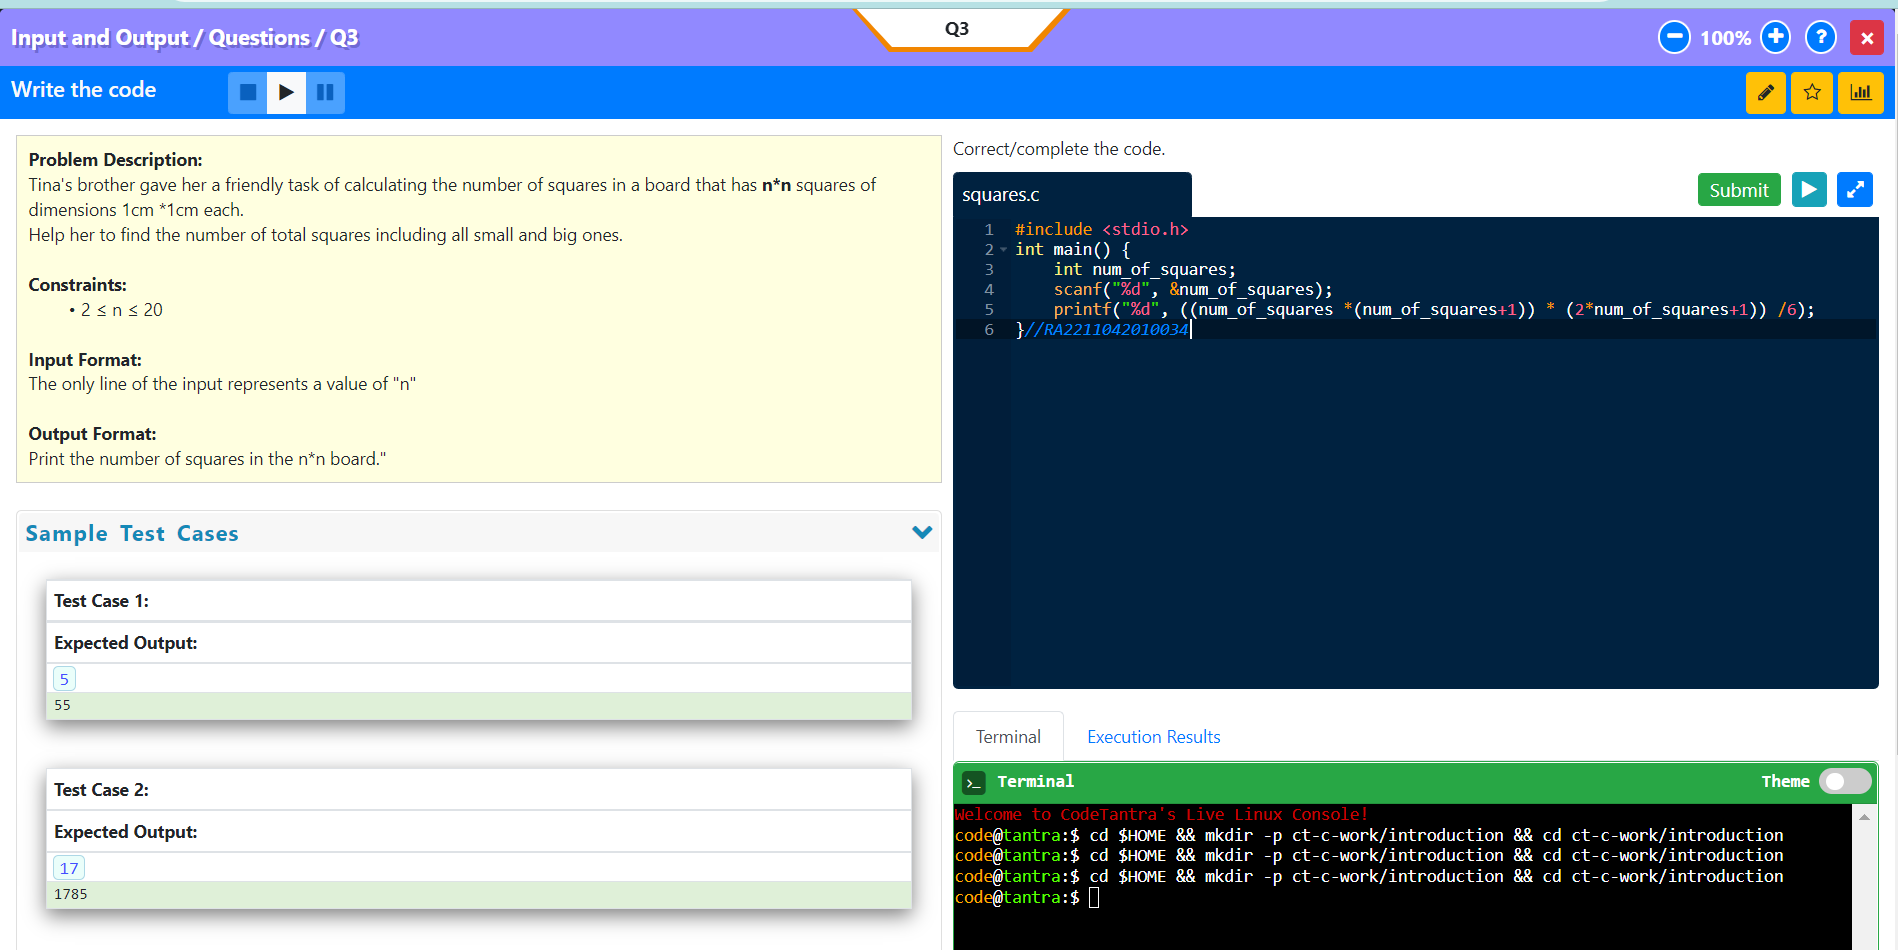 Input and Output / Questions / Q3
Q3
100%
?
Write the code
Problem Description:
Tina's brother gave her a friendly task of calculating the number of squares in a board that has n*n squares of
dimensions 1cm *1cm each.
Help her to find the number of total squares including all small and big ones.
Constraints:
• 2 ≤ n ≤ 20
Input Format:
The only line of the input represents a value of "n"
Output Format:
Print the number of squares in the n*n board."
Sample Test Cases
Test Case 1:
Expected Output:
5
55
Test Case 2:
Expected Output:
17
1785
Correct/complete the code.
squares.c
Submit
1 #include <stdio.h>
2 int main() {
3     int num_of_squares;
4     scanf("%d", &num_of_squares);
5     printf("%d", ((num_of_squares *(num_of_squares+1)) * (2*num_of_squares+1)) /6);
6 }//RA2211042010034
Terminal
Execution Results
>_ Terminal
Theme
Welcome to CodeTantra's Live Linux Console!
code@tantra:$ cd $HOME && mkdir -p ct-c-work/introduction && cd ct-c-work/introduction
code@tantra:$ cd $HOME && mkdir -p ct-c-work/introduction && cd ct-c-work/introduction
code@tantra:$ cd $HOME && mkdir -p ct-c-work/introduction && cd ct-c-work/introduction
code@tantra:$